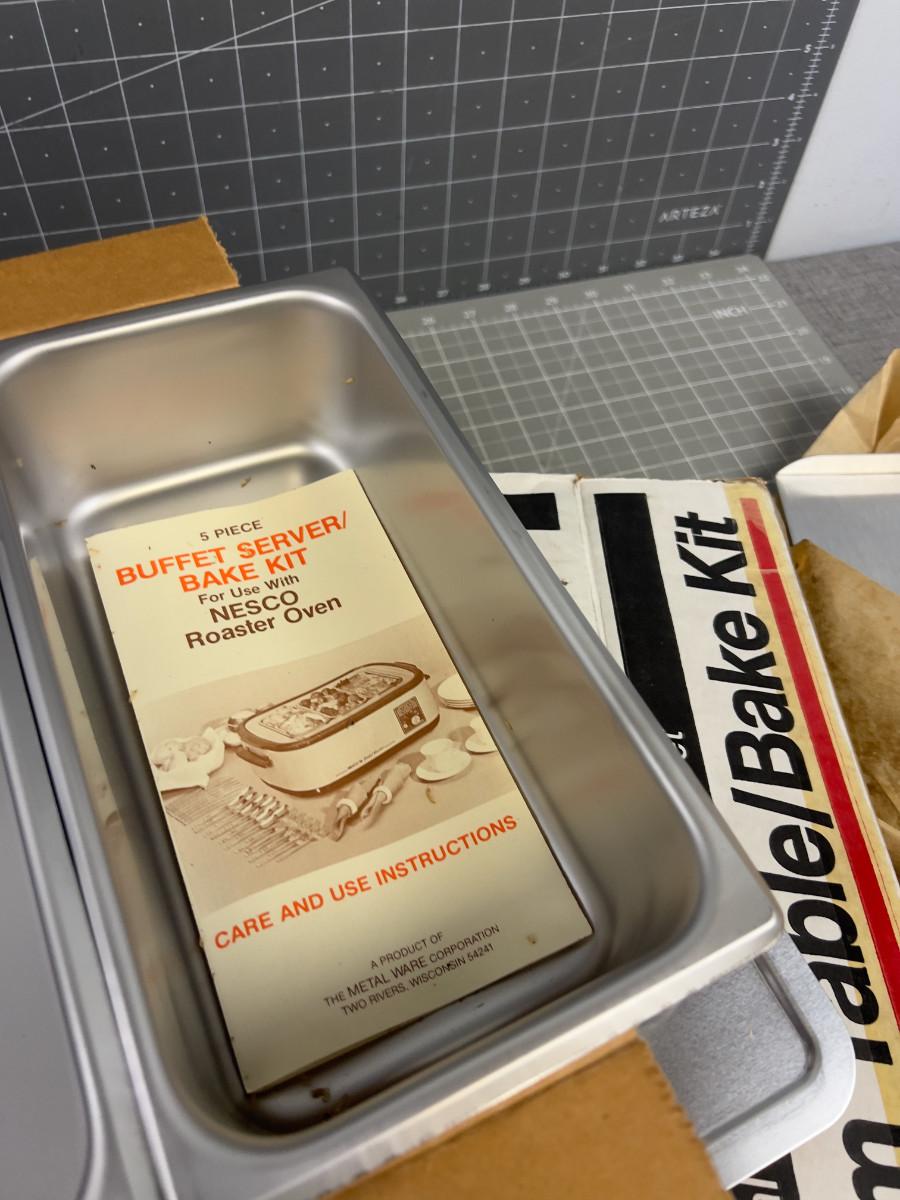 ARTEZA
INCH
5 PIECE
BUFFET SERVER/
BAKE KIT
For Use With
NESCO
Roaster Oven
CARE AND USE INSTRUCTIONS
A PRODUCT OF
THE METAL WARE CORPORATION
TWO RIVERS, WISCONSIN 54241
Table/Bake Kit